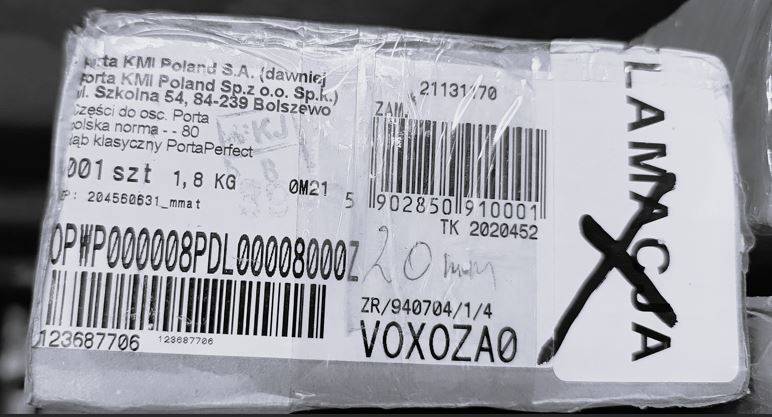 Porta KMI Poland S.A. (dawniej
Porta KMI Poland Sp.z o.o. Sp.k.)
ul. Szkolna 54, 84-239 Bolszewo
Części do osc. Porta
polska norma - - 80
klasyczny PortaPerfect
001 szt 1,8 KG 0M21
204560631_mmat
OPWP000008PDL00008000Z
123687706 123687706
21131170
ZAM.
5 902850 910001
TK 2020452
20 mm
ZR/940704/1/4
VOXOZA0
LAMACJA